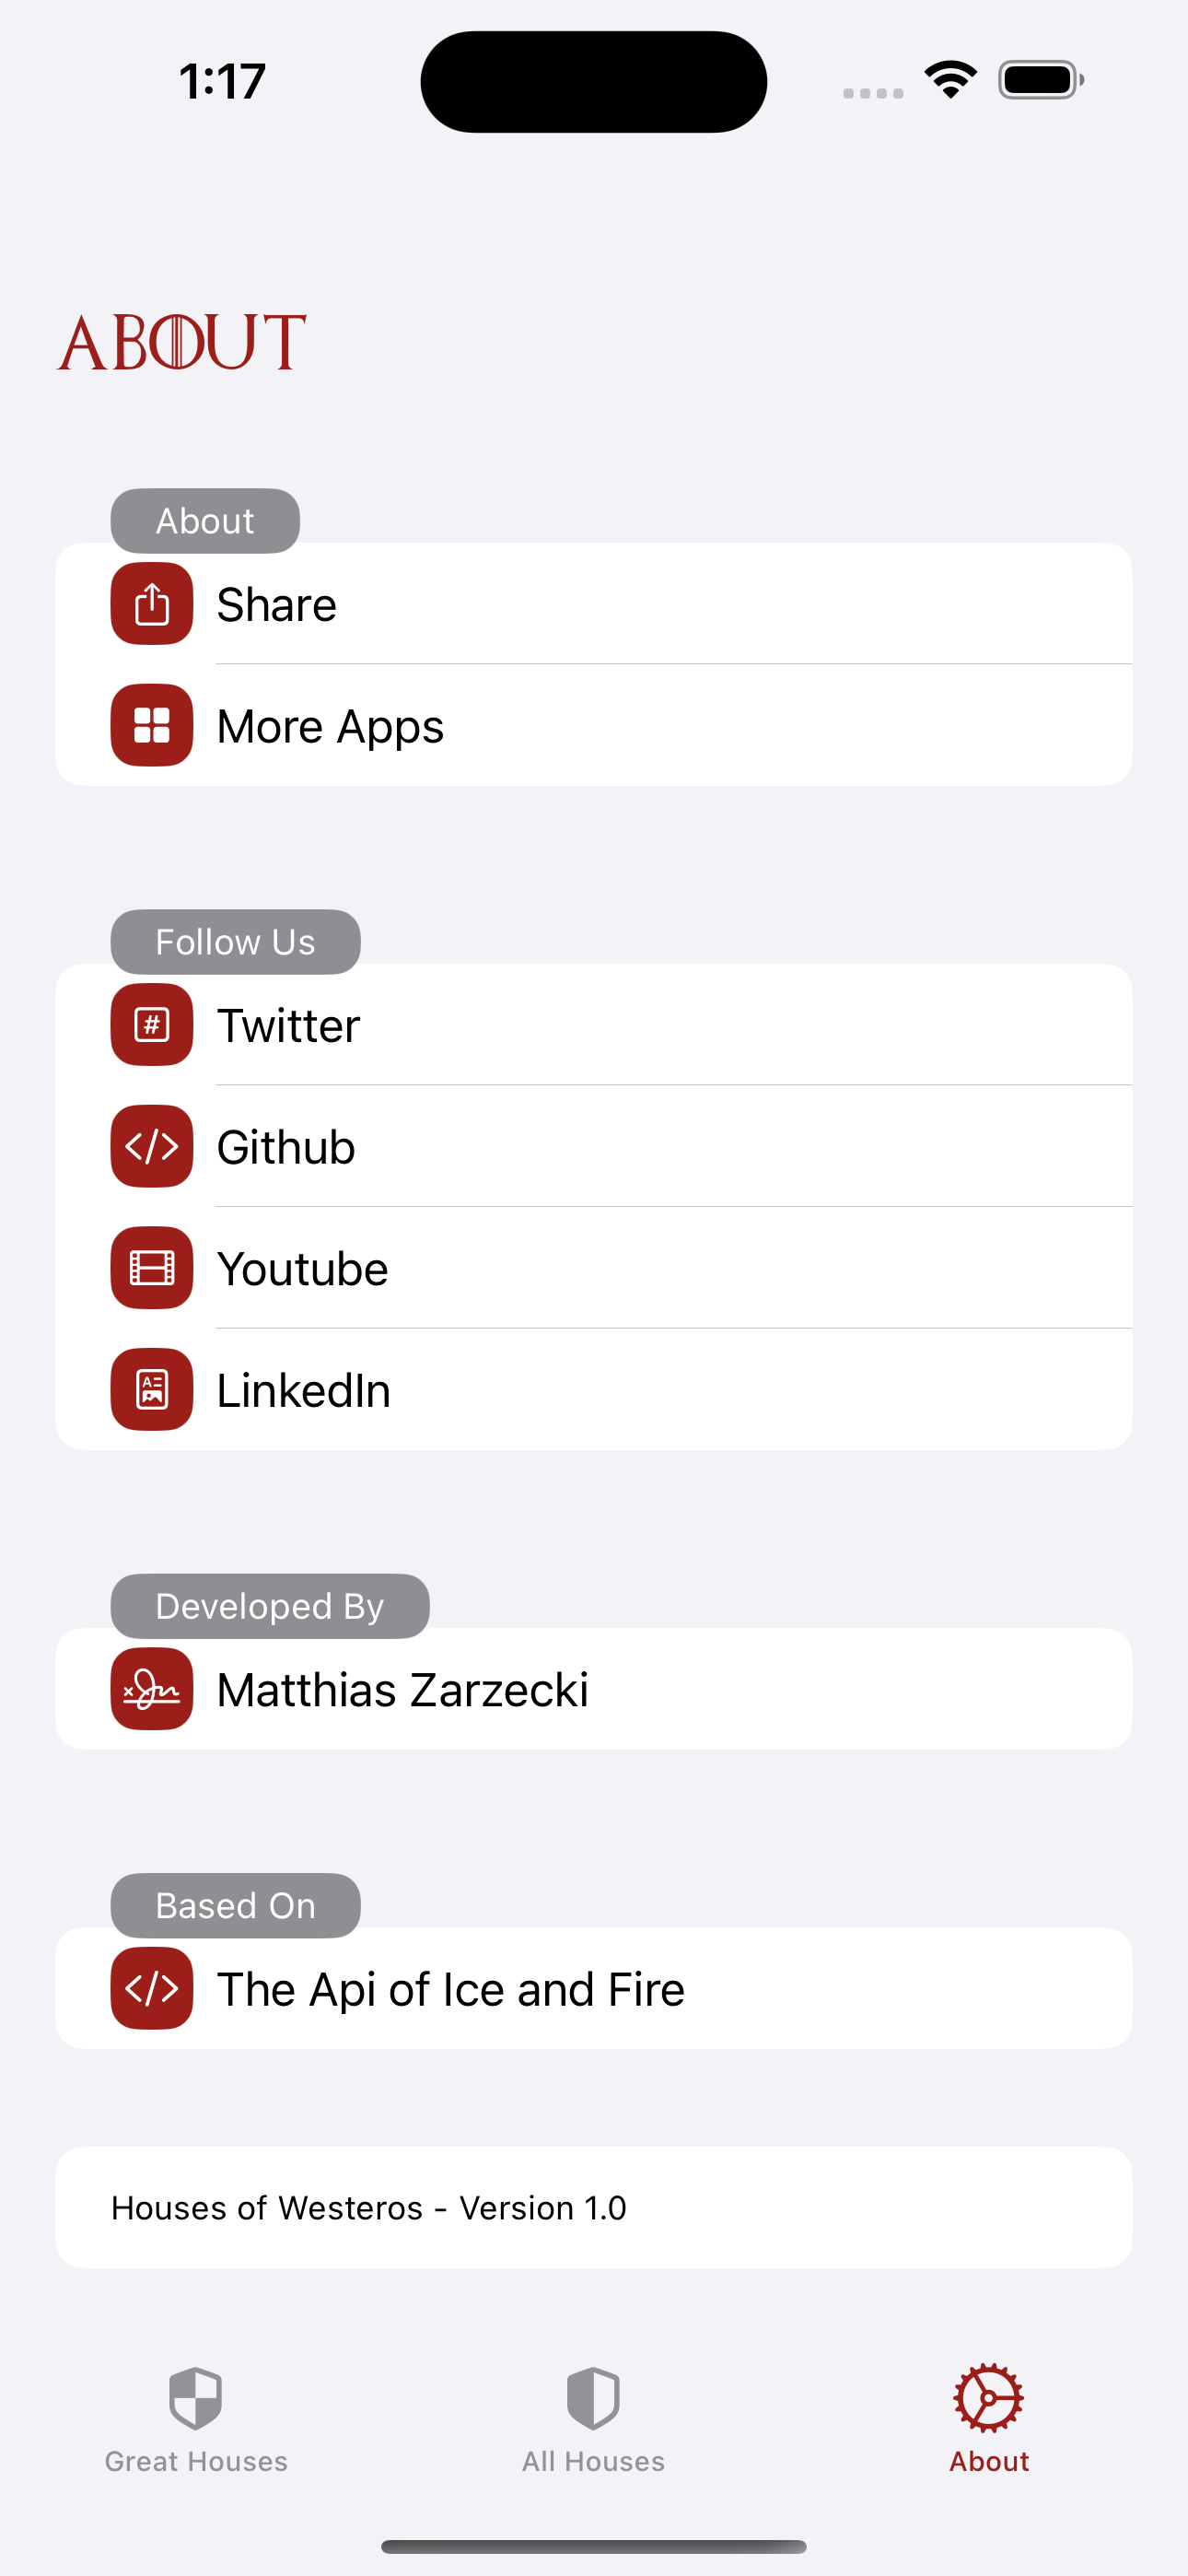 1:17
ABOUT
About
Share
More Apps
Follow Us
Twitter
Github
Youtube
LinkedIn
Developed By
Matthias Zarzecki
Based On
The Api of Ice and Fire
Houses of Westeros - Version 1.0
Great Houses
All Houses
About